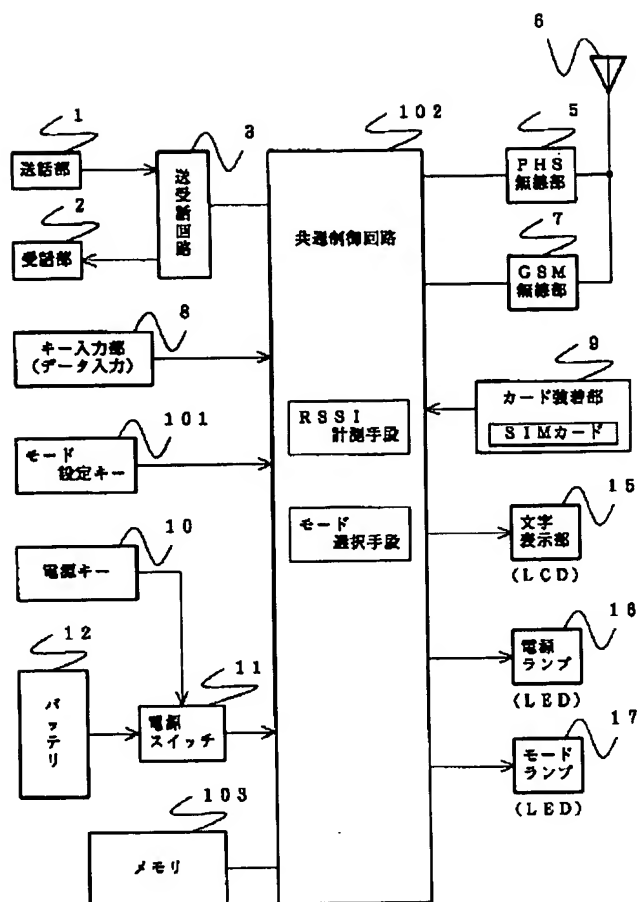 6
1
3
102
5
送話部
送受話回路
PHS
無線部
2
共通制御回路
7
受話部
GSM
無線部
8
キー入力部
(データ入力)
9
カード装着部
SIMカード
101
RSSI
計測手段
モード
設定キー
15
10
モード
選択手段
文字
表示部
(LCD)
電源キー
16
12
11
電源
ランプ
(LED)
バッテリ
電源
スイッチ
17
モード
ランプ
(LED)
103
メモリ